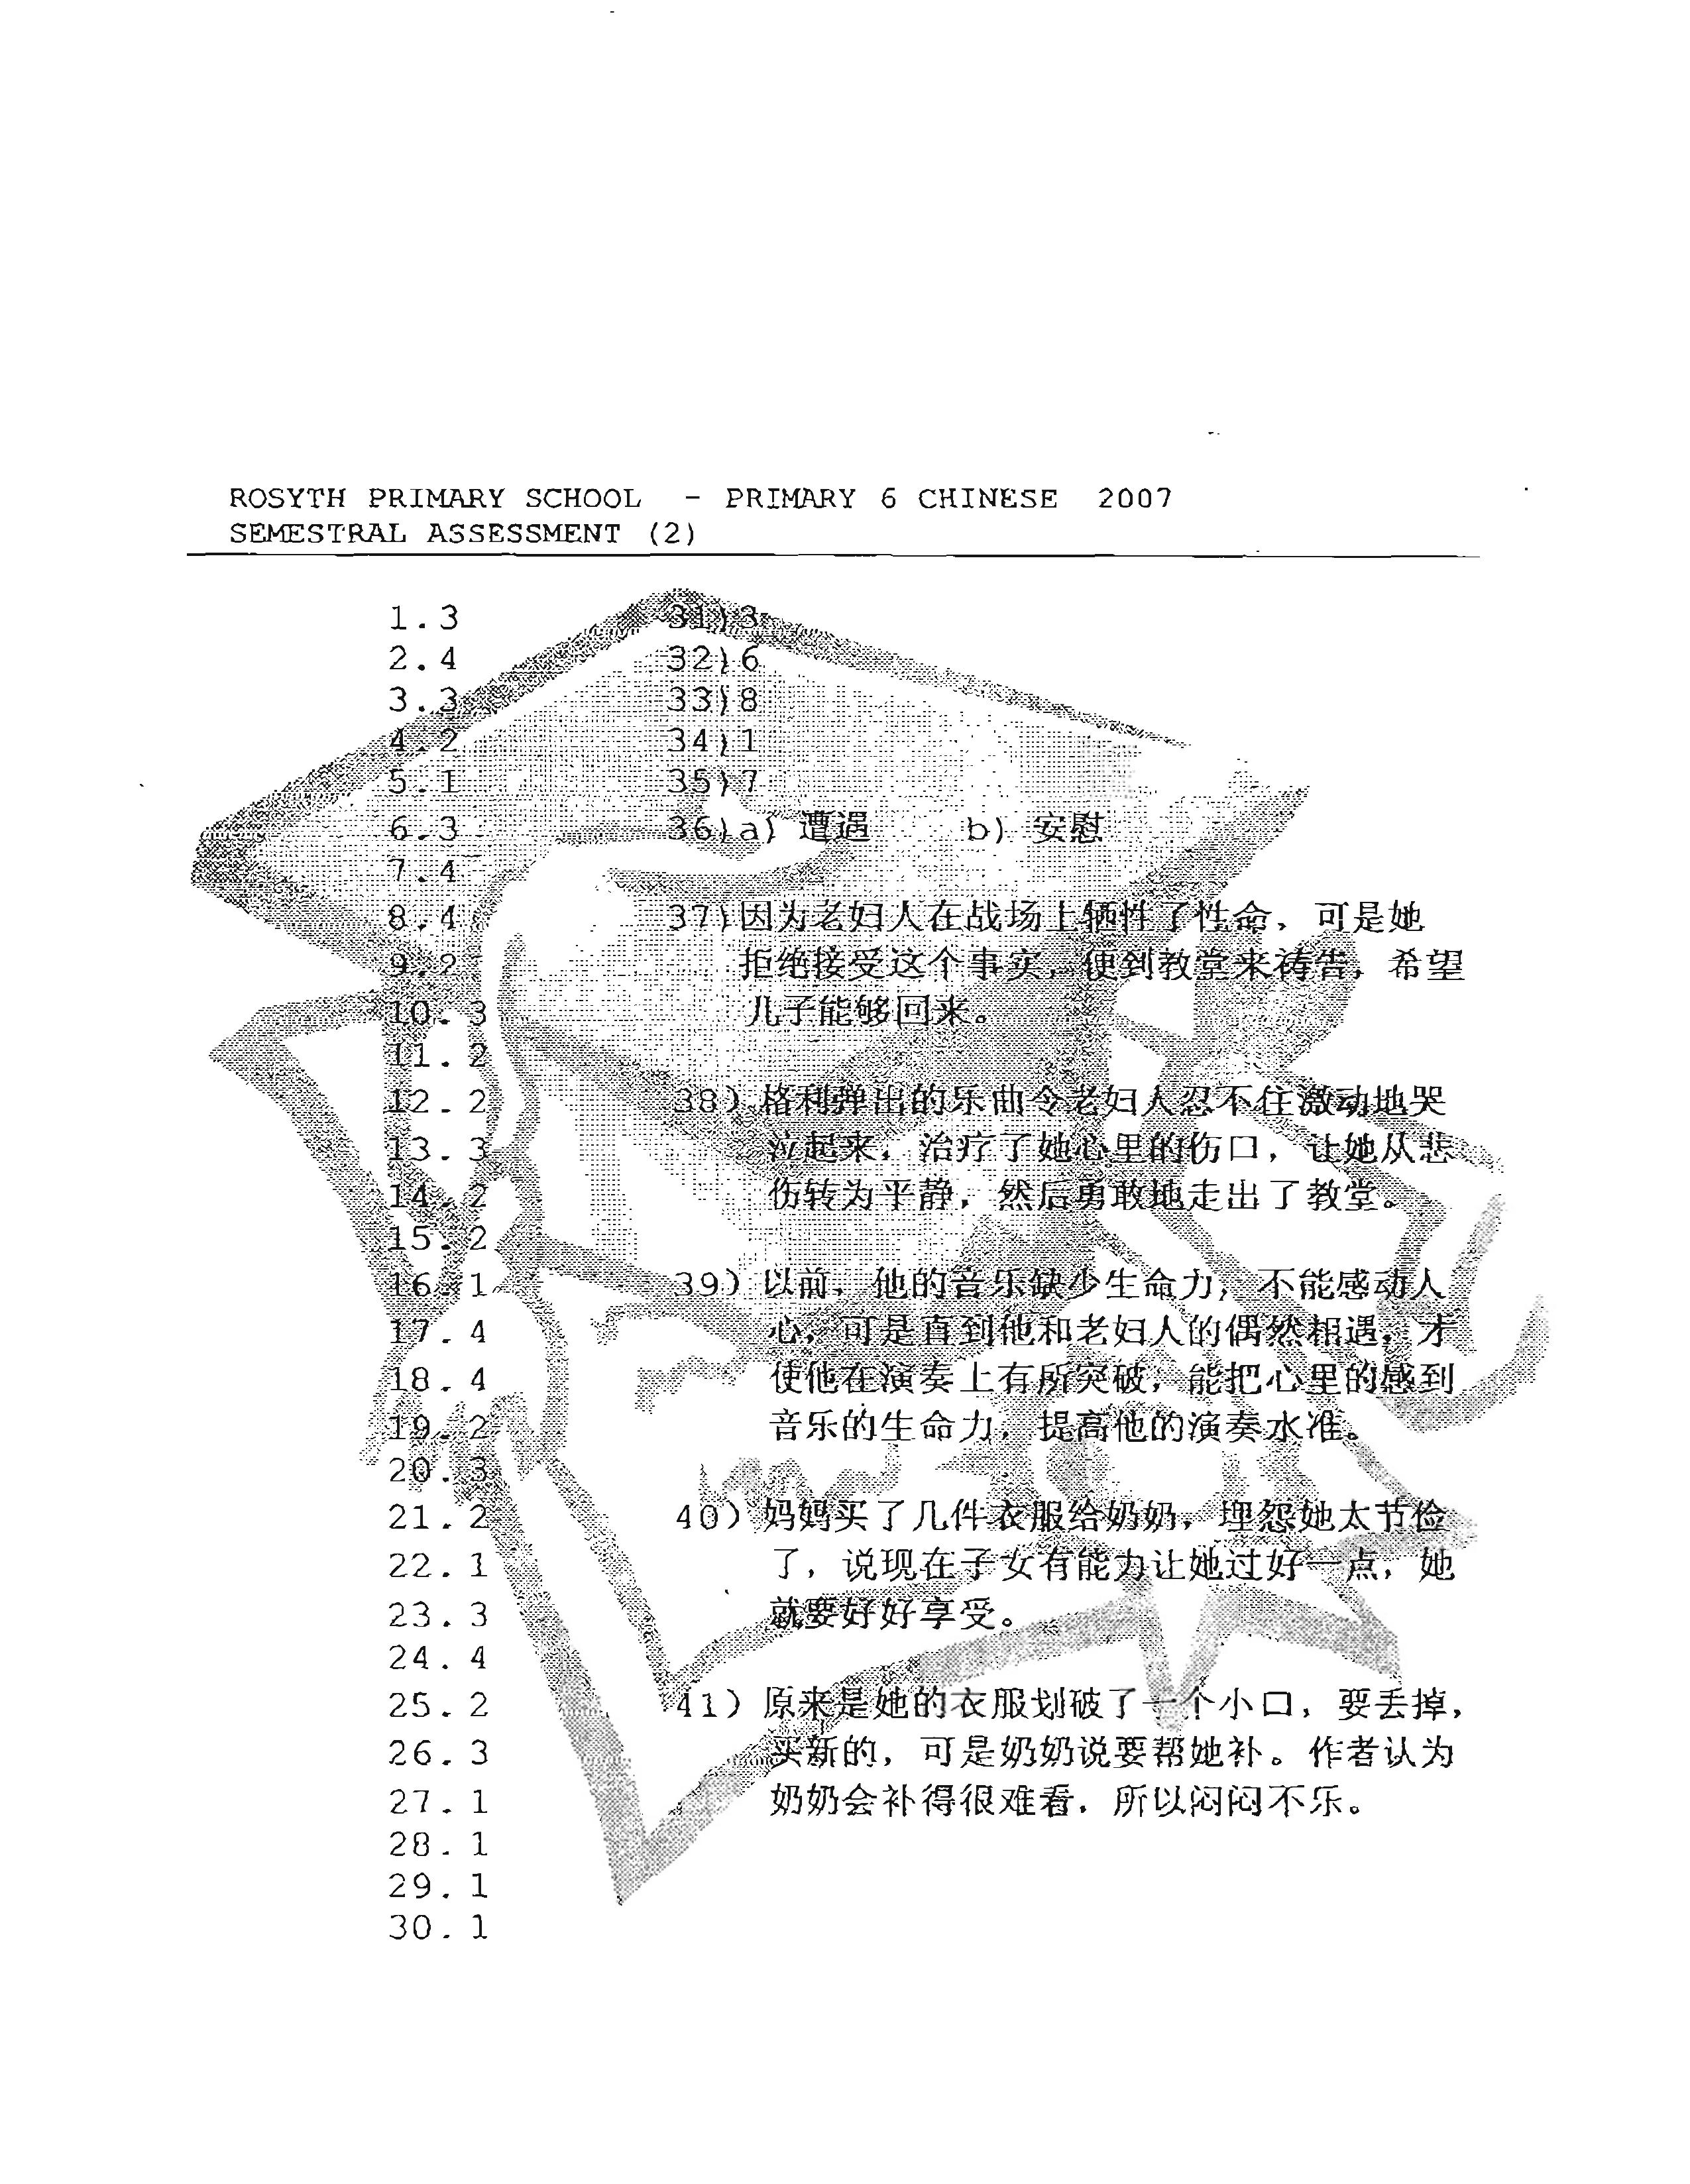 ROSYTH PRIMARY SCHOOL - PRIMARY 6 CHINESE 2007
SEMESTRAL ASSESSMENT (2)
1.3
2.4
3.3
4.2
5.1
6.3
7.4
8.4
9.2
10.3
11.2
12.2
13.3
14.2
15.2
16.1
17.4
18.4
19.2
20.3
21.2
22.1
23.3
24.4
25.2
26.3
27.1
28.1
29.1
30.1
31)3
32)6
33)8
34)1
35)7
36)a) 遭遇 b) 安慰
37)因为老妇人在战场上牺牲了性命，可是她
拒绝接受这个事实，便到教堂来祷告，希望
儿子能够回来。
38)格利弹出的乐曲令老妇人忍不住激动地哭
泣起来，治疗了她心里的伤口，让她从悲
伤转为平静，然后勇敢地走出了教堂。
39)以前，他的音乐缺少生命力，不能感动人
心，可是直到他和老妇人的偶然相遇，才
使他在演奏上有所突破，能把心里的感到
音乐的生命力，提高他的演奏水准。
40)妈妈买了几件衣服给奶奶，埋怨她太节俭
了，说现在子女有能力让她过好一点，她
就要好好享受。
41)原来是她的衣服划破了一个小口，要丢掉，
买新的，可是奶奶说要帮她补。作者认为
奶奶会补得很难看，所以闷闷不乐。